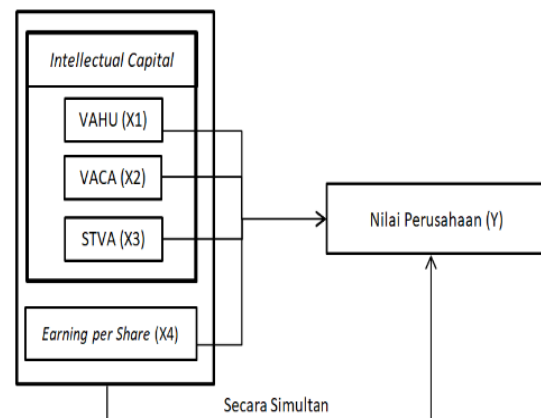 Intellectual Capital
VAHU (X1)
VACA (X2)
STVA (X3)
Earning per Share (X4)
Nilai Perusahaan (Y)
Secara Simultan